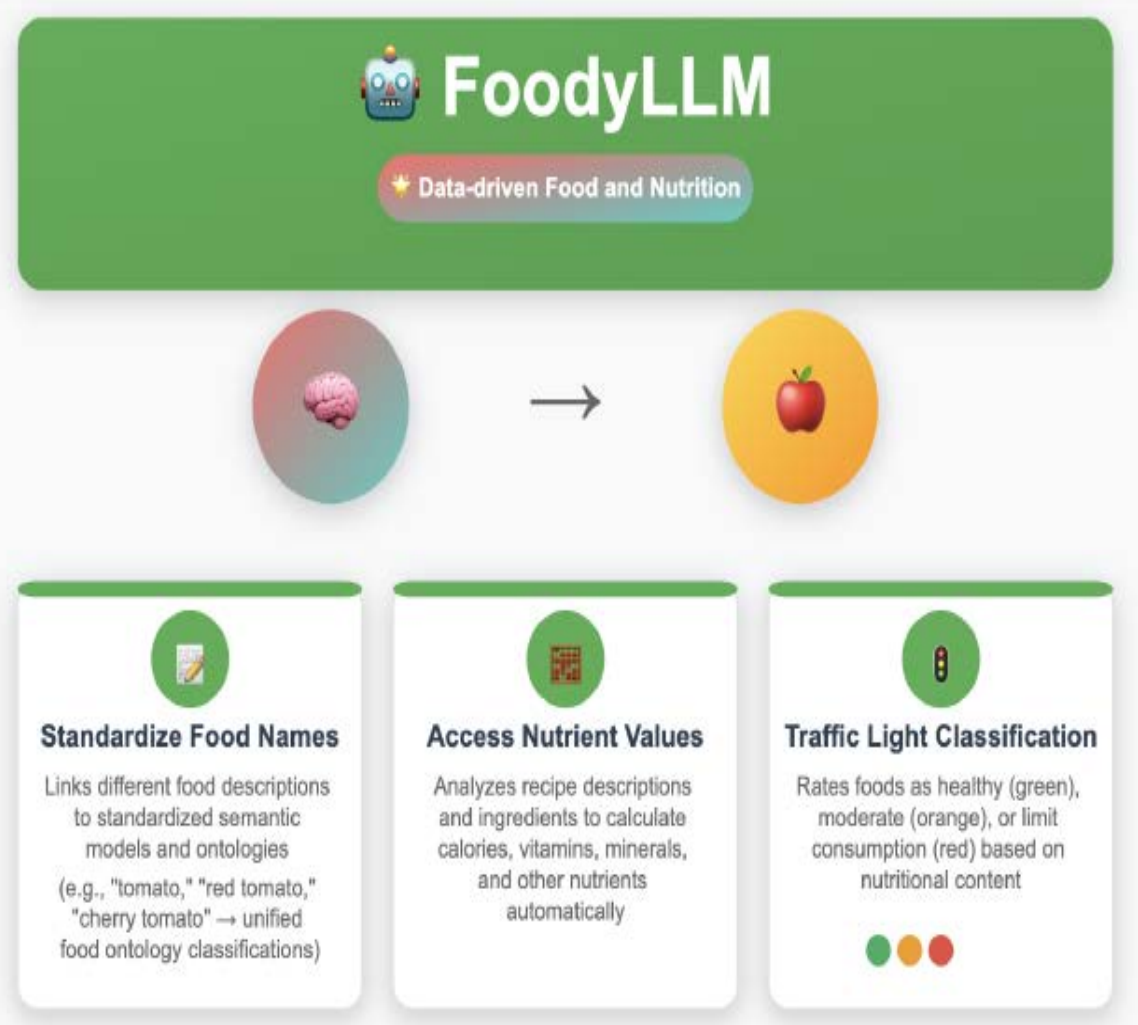 FoodyLLM
Data-driven Food and Nutrition
Standardize Food Names
Links different food descriptions
to standardized semantic
models and ontologies
(e.g., "tomato," "red tomato,"
"cherry tomato" → unified
food ontology classifications)
Access Nutrient Values
Analyzes recipe descriptions
and ingredients to calculate
calories, vitamins, minerals,
and other nutrients
automatically
Traffic Light Classification
Rates foods as healthy (green),
moderate (orange), or limit
consumption (red) based on
nutritional content